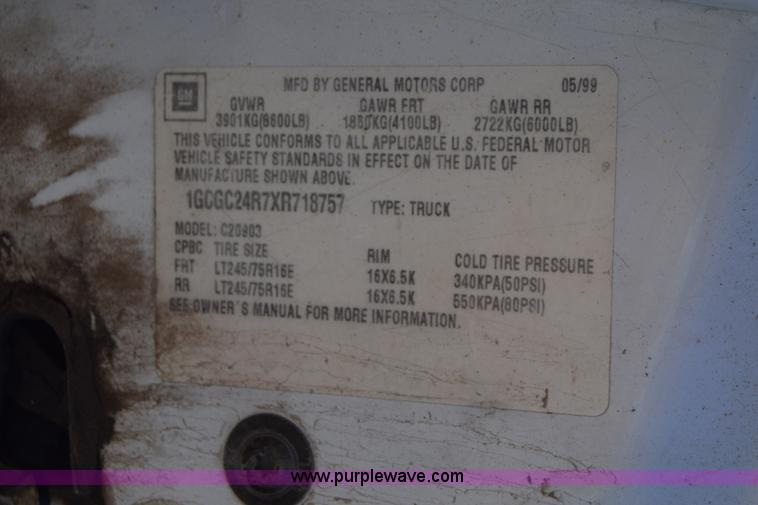 GM
MFD BY GENERAL MOTORS CORP 05/99
GVWR GAWR FRT GAWR RR
3901KG(8600LB) 1860KG(4100LB) 2722KG(6000LB)
THIS VEHICLE CONFORMS TO ALL APPLICABLE U.S. FEDERAL MOTOR
VEHICLE SAFETY STANDARDS IN EFFECT ON THE DATE OF
MANUFACTURE SHOWN ABOVE.
1GCGC24R7XR718757 TYPE: TRUCK
MODEL: C20903
CPBC TIRE SIZE RIM COLD TIRE PRESSURE
FRT LT245/75R16E 16X6.5K 340KPA(50PSI)
RR LT245/75R16E 16X6.5K 550KPA(80PSI)
SEE OWNER'S MANUAL FOR MORE INFORMATION.
www.purplewave.com